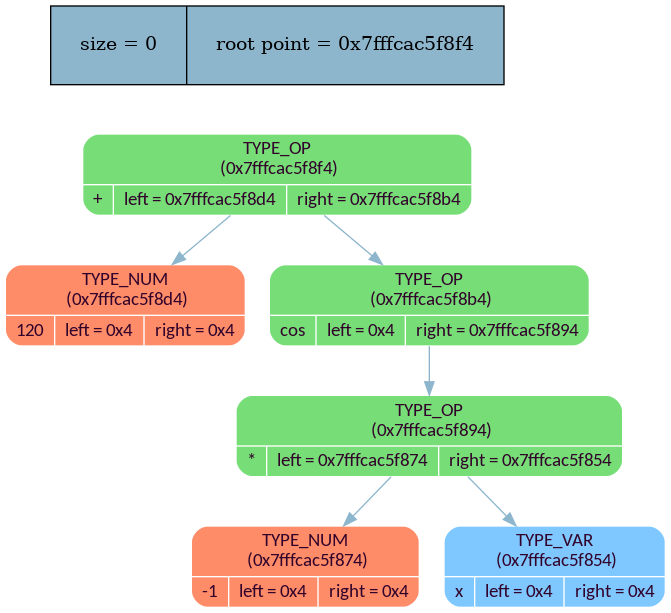 size = 0 root point = 0x7fffcac5f8f4
TYPE_OP
(0x7fffcac5f8f4)
+ left = 0x7fffcac5f8d4 right = 0x7fffcac5f8b4
TYPE_NUM
(0x7fffcac5f8d4)
120 left = 0x4 right = 0x4
TYPE_OP
(0x7fffcac5f8b4)
cos left = 0x4 right = 0x7fffcac5f894
TYPE_OP
(0x7fffcac5f894)
* left = 0x7fffcac5f874 right = 0x7fffcac5f854
TYPE_NUM
(0x7fffcac5f874)
-1 left = 0x4 right = 0x4
TYPE_VAR
(0x7fffcac5f854)
x left = 0x4 right = 0x4